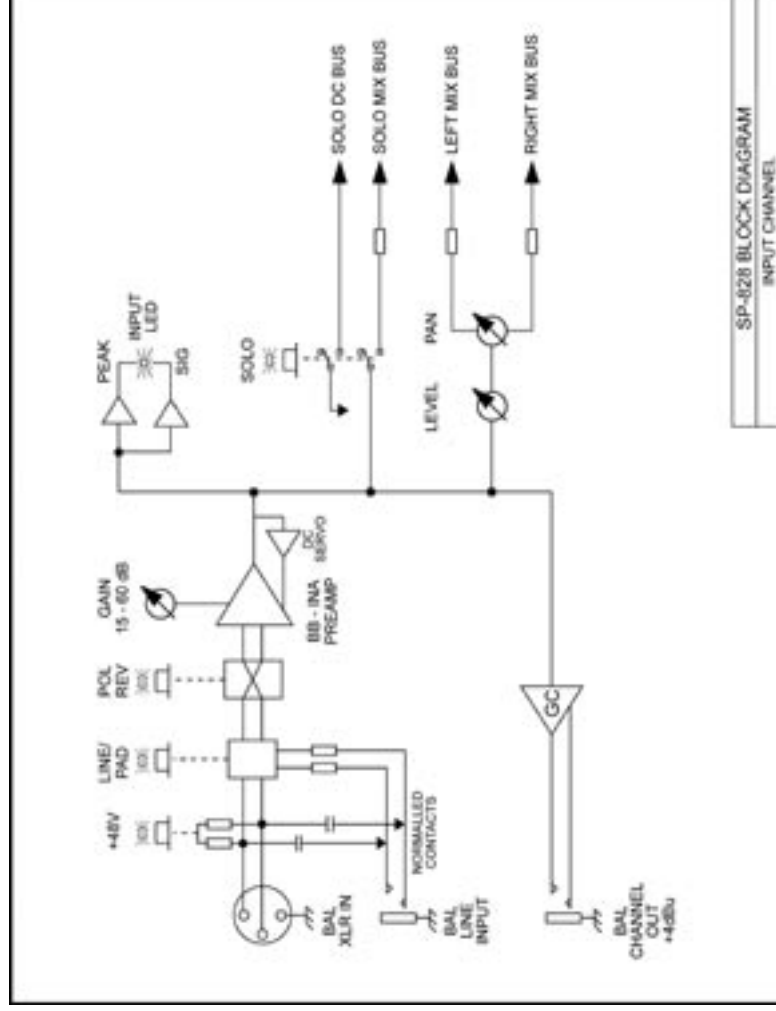 PEAK
INPUT
LED
SIG
SOLO
SOLO DC BUS
SOLO MIX BUS
LEVEL
PAN
LEFT MIX BUS
RIGHT MIX BUS
+48V
LINE/
PAD
POL
REV
GAIN
15 - 60 dB
DC
SERVO
BB - INA
PREAMP
BAL
XLR IN
NORMALLED
CONTACTS
BAL
LINE
INPUT
GC
BAL
CHANNEL
OUT
+4dBu
SP-828 BLOCK DIAGRAM
INPUT CHANNEL